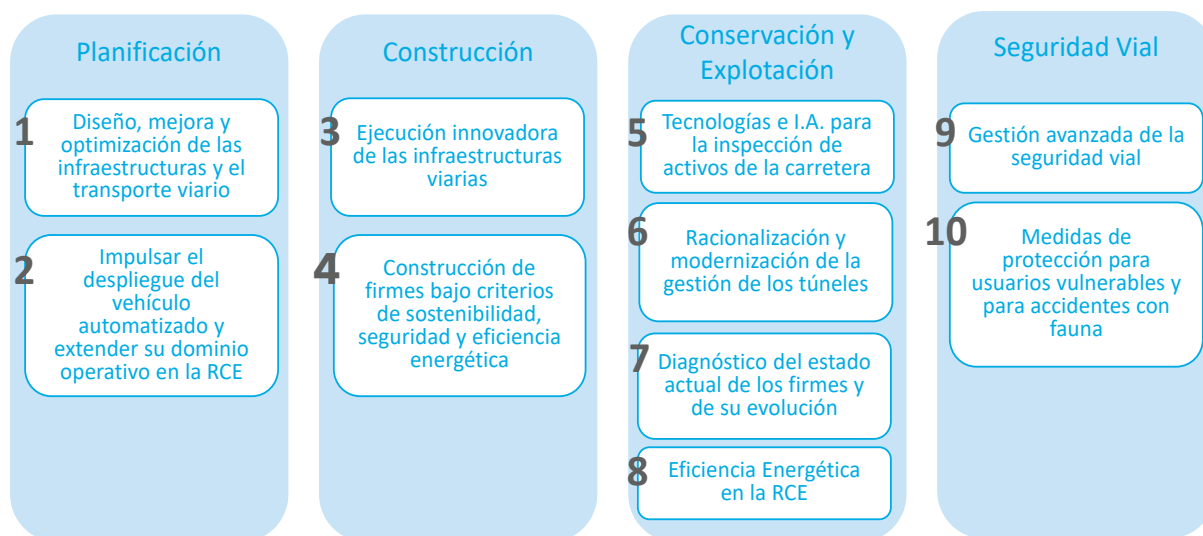 Planificación
1
Diseño, mejora y
optimización de las
infraestructuras y el
transporte viario
2
Impulsar el
despliegue del
vehículo
automatizado y
extender su dominio
operativo en la RCE
Construcción
3
Ejecución innovadora
de las infraestructuras
viarias
4
Construcción de
firmes bajo criterios
de sostenibilidad,
seguridad y eficiencia
energética
Conservación y
Explotación
5
Tecnologías e I.A. para
la inspección de
activos de la carretera
6
Racionalización y
modernización de la
gestión de los túneles
7
Diagnóstico del estado
actual de los firmes y
de su evolución
8
Eficiencia Energética
en la RCE
Seguridad Vial
9
Gestión avanzada de la
seguridad vial
10
Medidas de
protección para
usuarios vulnerables y
para accidentes con
fauna